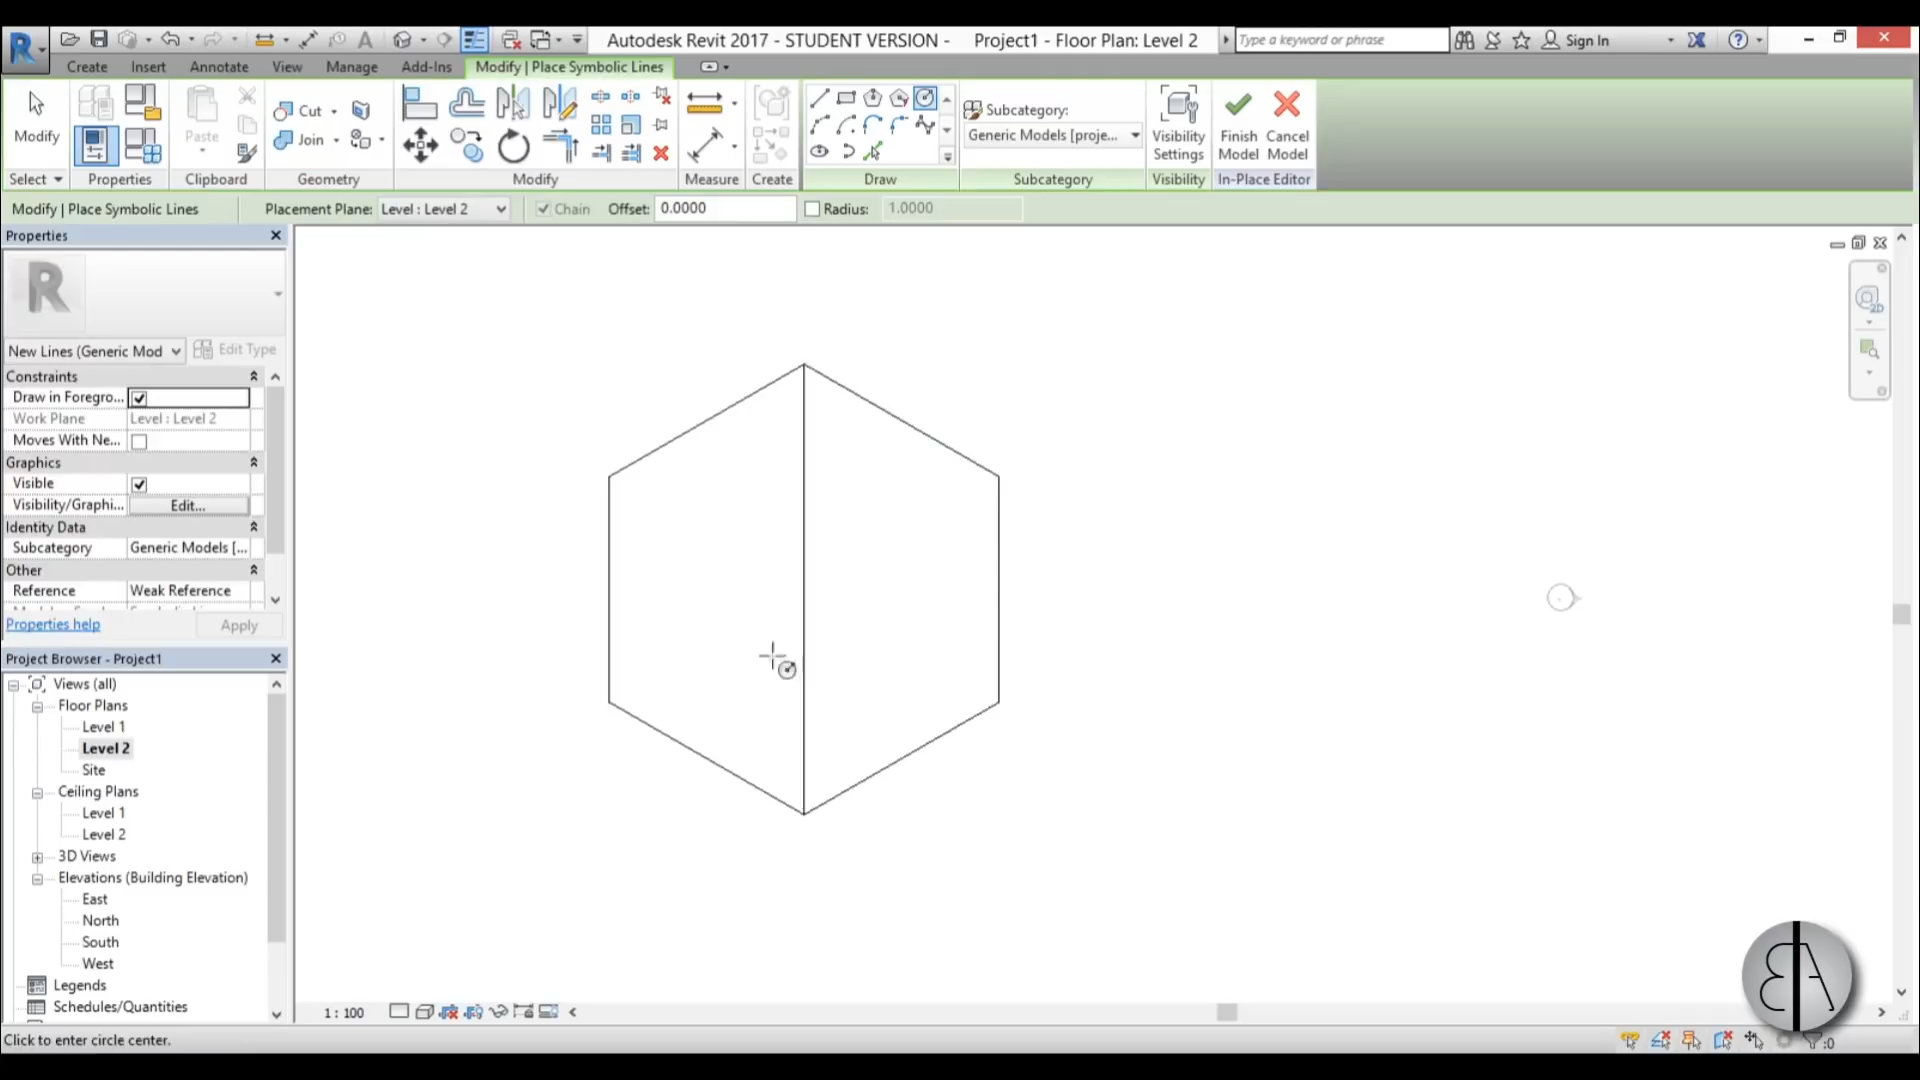 Autodesk Revit 2017 - STUDENT VERSION - Project1 - Floor Plan: Level 2
Type a keyword or phrase
Sign In
Create Insert Annotate View Manage Add-Ins Modify | Place Symbolic Lines
Modify
Cut
Join
Paste
Subcategory:
Generic Models [proje...
Visibility Settings
Finish Model
Cancel Model
Select Properties Clipboard Geometry Modify Measure Create Draw Subcategory Visibility In-Place Editor
Modify | Place Symbolic Lines Placement Plane: Level : Level 2 Chain Offset: 0.0000 Radius: 1.0000
Properties
R
New Lines (Generic Mod Edit Type
Constraints
Draw in Foregro...
Work Plane Level : Level 2
Moves With Ne...
Graphics
Visible
Visibility/Graphi... Edit...
Identity Data
Subcategory Generic Models [...
Other
Reference Weak Reference
Properties help Apply
Project Browser - Project1
Views (all)
Floor Plans
Level 1
Level 2
Site
Ceiling Plans
Level 1
Level 2
3D Views
Elevations (Building Elevation)
East
North
South
West
Legends
Schedules/Quantities
2D
1 : 100
BA
Click to enter circle center.
:0